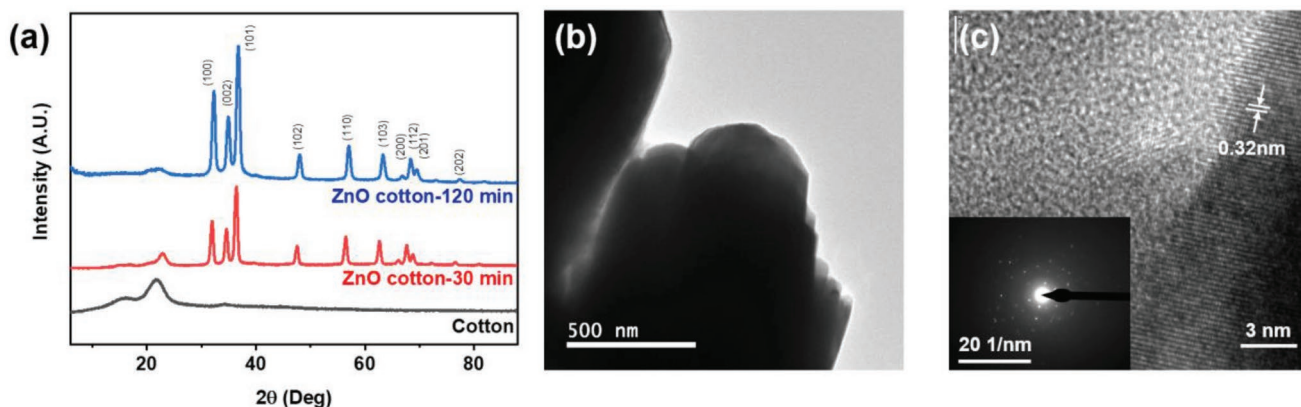 (a)
Intensity (A.U.)
(100)
(002)
(101)
(102)
(110)
(103)
(200)
(112)
(201)
(202)
ZnO cotton-120 min
ZnO cotton-30 min
Cotton
20
40
60
80
2θ (Deg)
(b)
500 nm
(c)
0.32nm
20 1/nm
3 nm